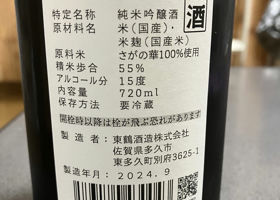 酒
特定名称 純米吟醸酒
原材料名 米(国産)・
米麹(国産米)
原料米 さがの華100%使用
精米歩合 55%
アルコール分 15度
内容量 720ml
保存方法 要冷蔵
開栓時以降は栓が飛ぶ恐れがあります
製造者：東鶴酒造株式会社
佐賀県多久市
東多久町別府3625-1
製造年月 2024.9